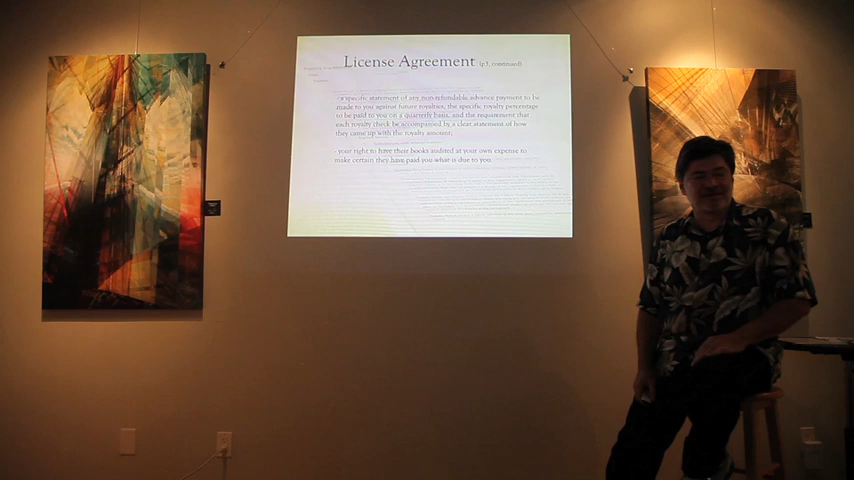 License Agreement (p3, continued)
- a specific statement of any non-refundable advance payment to be
made to you against future royalties, the specific royalty percentage
to be paid to you on a quarterly basis, and the requirement that
each royalty check be accompanied by a clear statement of how
they came up with the royalty amount;
- your right to have their books audited at your own expense to
make certain they have paid you what is due to you.